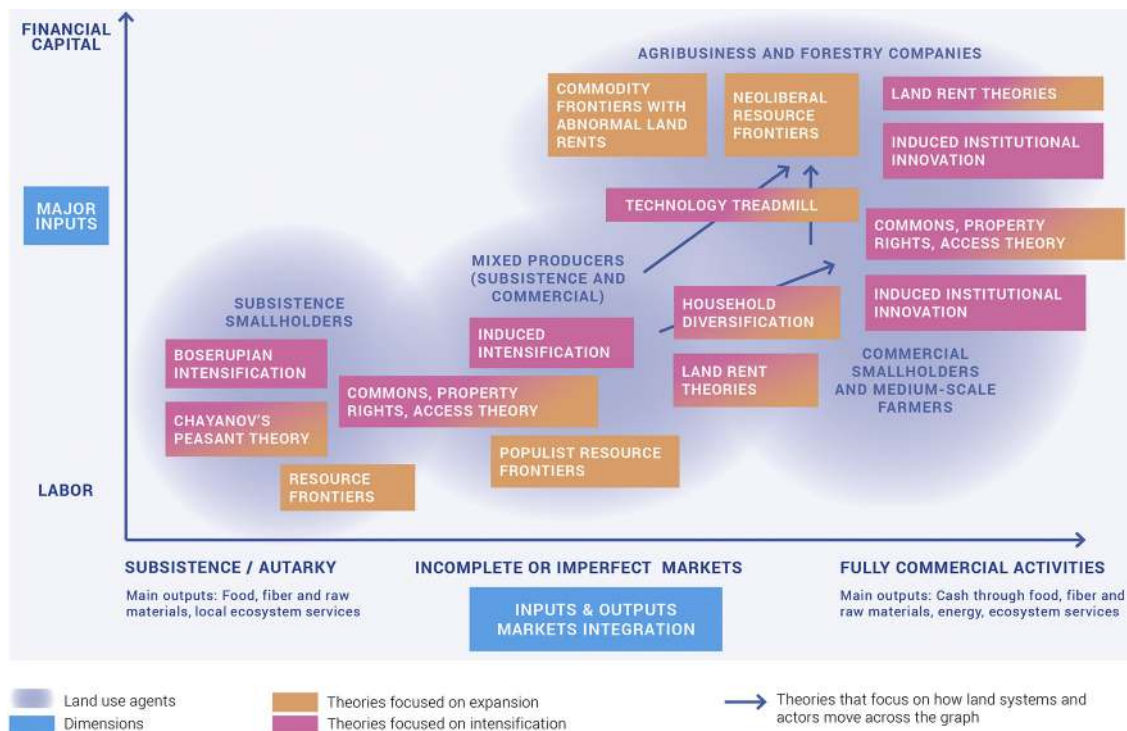 FINANCIAL
CAPITAL
AGRIBUSINESS AND FORESTRY COMPANIES
COMMODITY
FRONTIERS WITH
ABNORMAL LAND
RENTS
NEOLIBERAL
RESOURCE
FRONTIERS
LAND RENT THEORIES
INDUCED INSTITUTIONAL
INNOVATION
MAJOR
INPUTS
TECHNOLOGY TREADMILL
COMMONS, PROPERTY
RIGHTS, ACCESS THEORY
MIXED PRODUCERS
(SUBSISTENCE AND
COMMERCIAL)
SUBSISTENCE
SMALLHOLDERS
HOUSEHOLD
DIVERSIFICATION
INDUCED INSTITUTIONAL
INNOVATION
INDUCED
INTENSIFICATION
BOSERUPIAN
INTENSIFICATION
LAND RENT
THEORIES
COMMERCIAL
SMALLHOLDERS
AND MEDIUM-SCALE
FARMERS
COMMONS, PROPERTY
RIGHTS, ACCESS THEORY
CHAYANOV'S
PEASANT THEORY
POPULIST RESOURCE
FRONTIERS
RESOURCE
FRONTIERS
LABOR
SUBSISTENCE / AUTARKY
Main outputs: Food, fiber and raw
materials, local ecosystem services
INCOMPLETE OR IMPERFECT MARKETS
FULLY COMMERCIAL ACTIVITIES
Main outputs: Cash through food, fiber and
raw materials, energy, ecosystem services
INPUTS & OUTPUTS
MARKETS INTEGRATION
Land use agents
Dimensions
Theories focused on expansion
Theories focused on intensification
Theories that focus on how land systems and
actors move across the graph